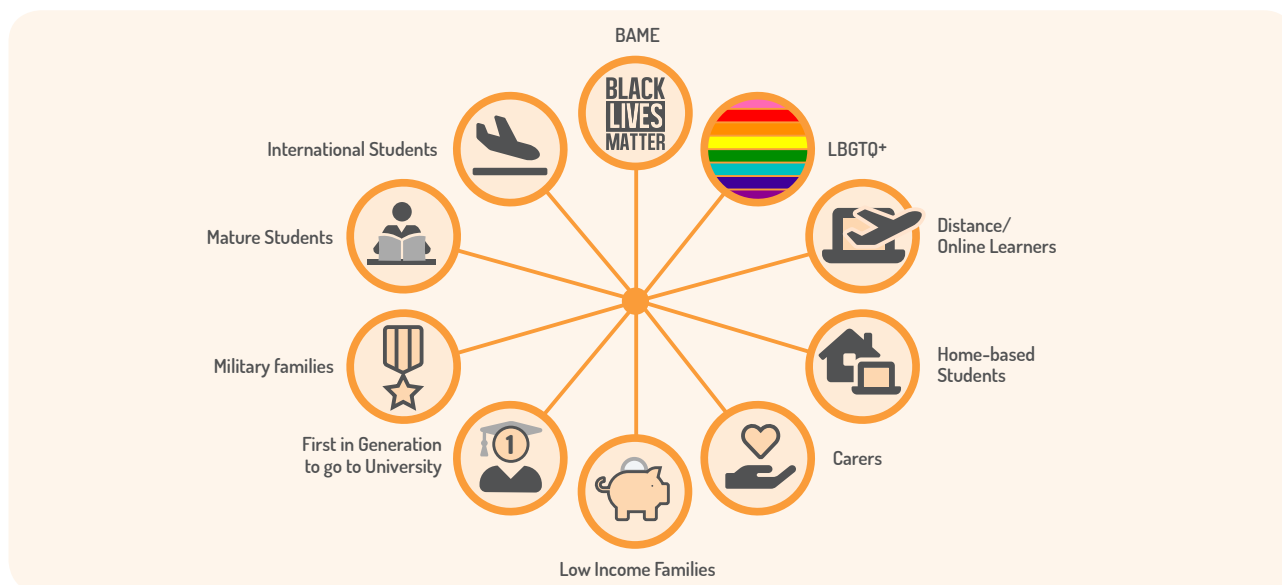 BAME
BLACK
LIVES
MATTER
LBGTQ+
International Students
Distance/
Online Learners
Mature Students
Home-based
Students
Military families
First in Generation
to go to University
1
Carers
Low Income Families